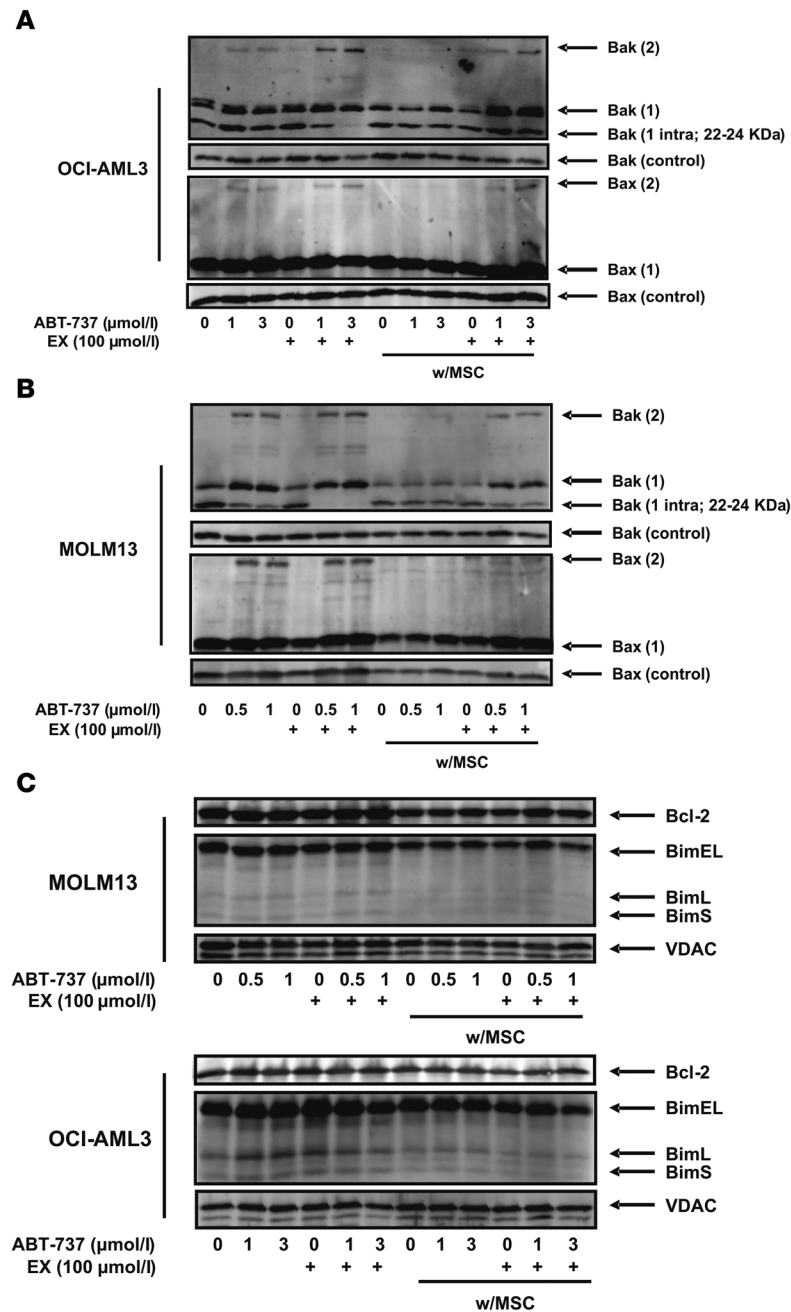 A
OCI-AML3
Bak (2)
Bak (1)
Bak (1 intra; 22-24 KDa)
Bak (control)
Bax (2)
Bax (1)
Bax (control)
ABT-737 (µmol/l) 0 1 3 0 1 3 0 1 3 0 1 3
EX (100 µmol/l) + + + + + +
w/MSC
B
MOLM13
Bak (2)
Bak (1)
Bak (1 intra; 22-24 KDa)
Bak (control)
Bax (2)
Bax (1)
Bax (control)
ABT-737 (µmol/l) 0 0.5 1 0 0.5 1 0 0.5 1 0 0.5 1
EX (100 µmol/l) + + + + + +
w/MSC
C
MOLM13
Bcl-2
BimEL
BimL
BimS
VDAC
ABT-737 (µmol/l) 0 0.5 1 0 0.5 1 0 0.5 1 0 0.5 1
EX (100 µmol/l) + + + + + +
w/MSC
OCI-AML3
Bcl-2
BimEL
BimL
BimS
VDAC
ABT-737 (µmol/l) 0 1 3 0 1 3 0 1 3 0 1 3
EX (100 µmol/l) + + + + + +
w/MSC